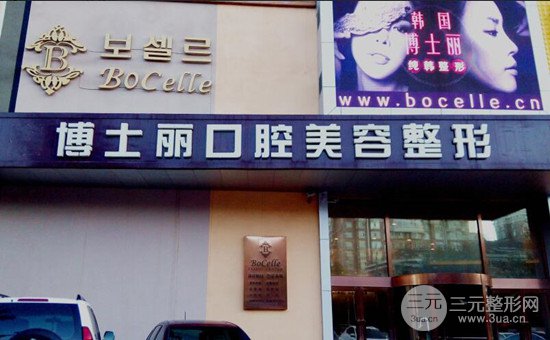 B
보셀르
BOCELLE
韩国
博士丽
纯韩整形
www.bocelle.cn
博士丽口腔美容整形
BoCelle
三元
3ua.cn
三元整形网
www.3ua.cn